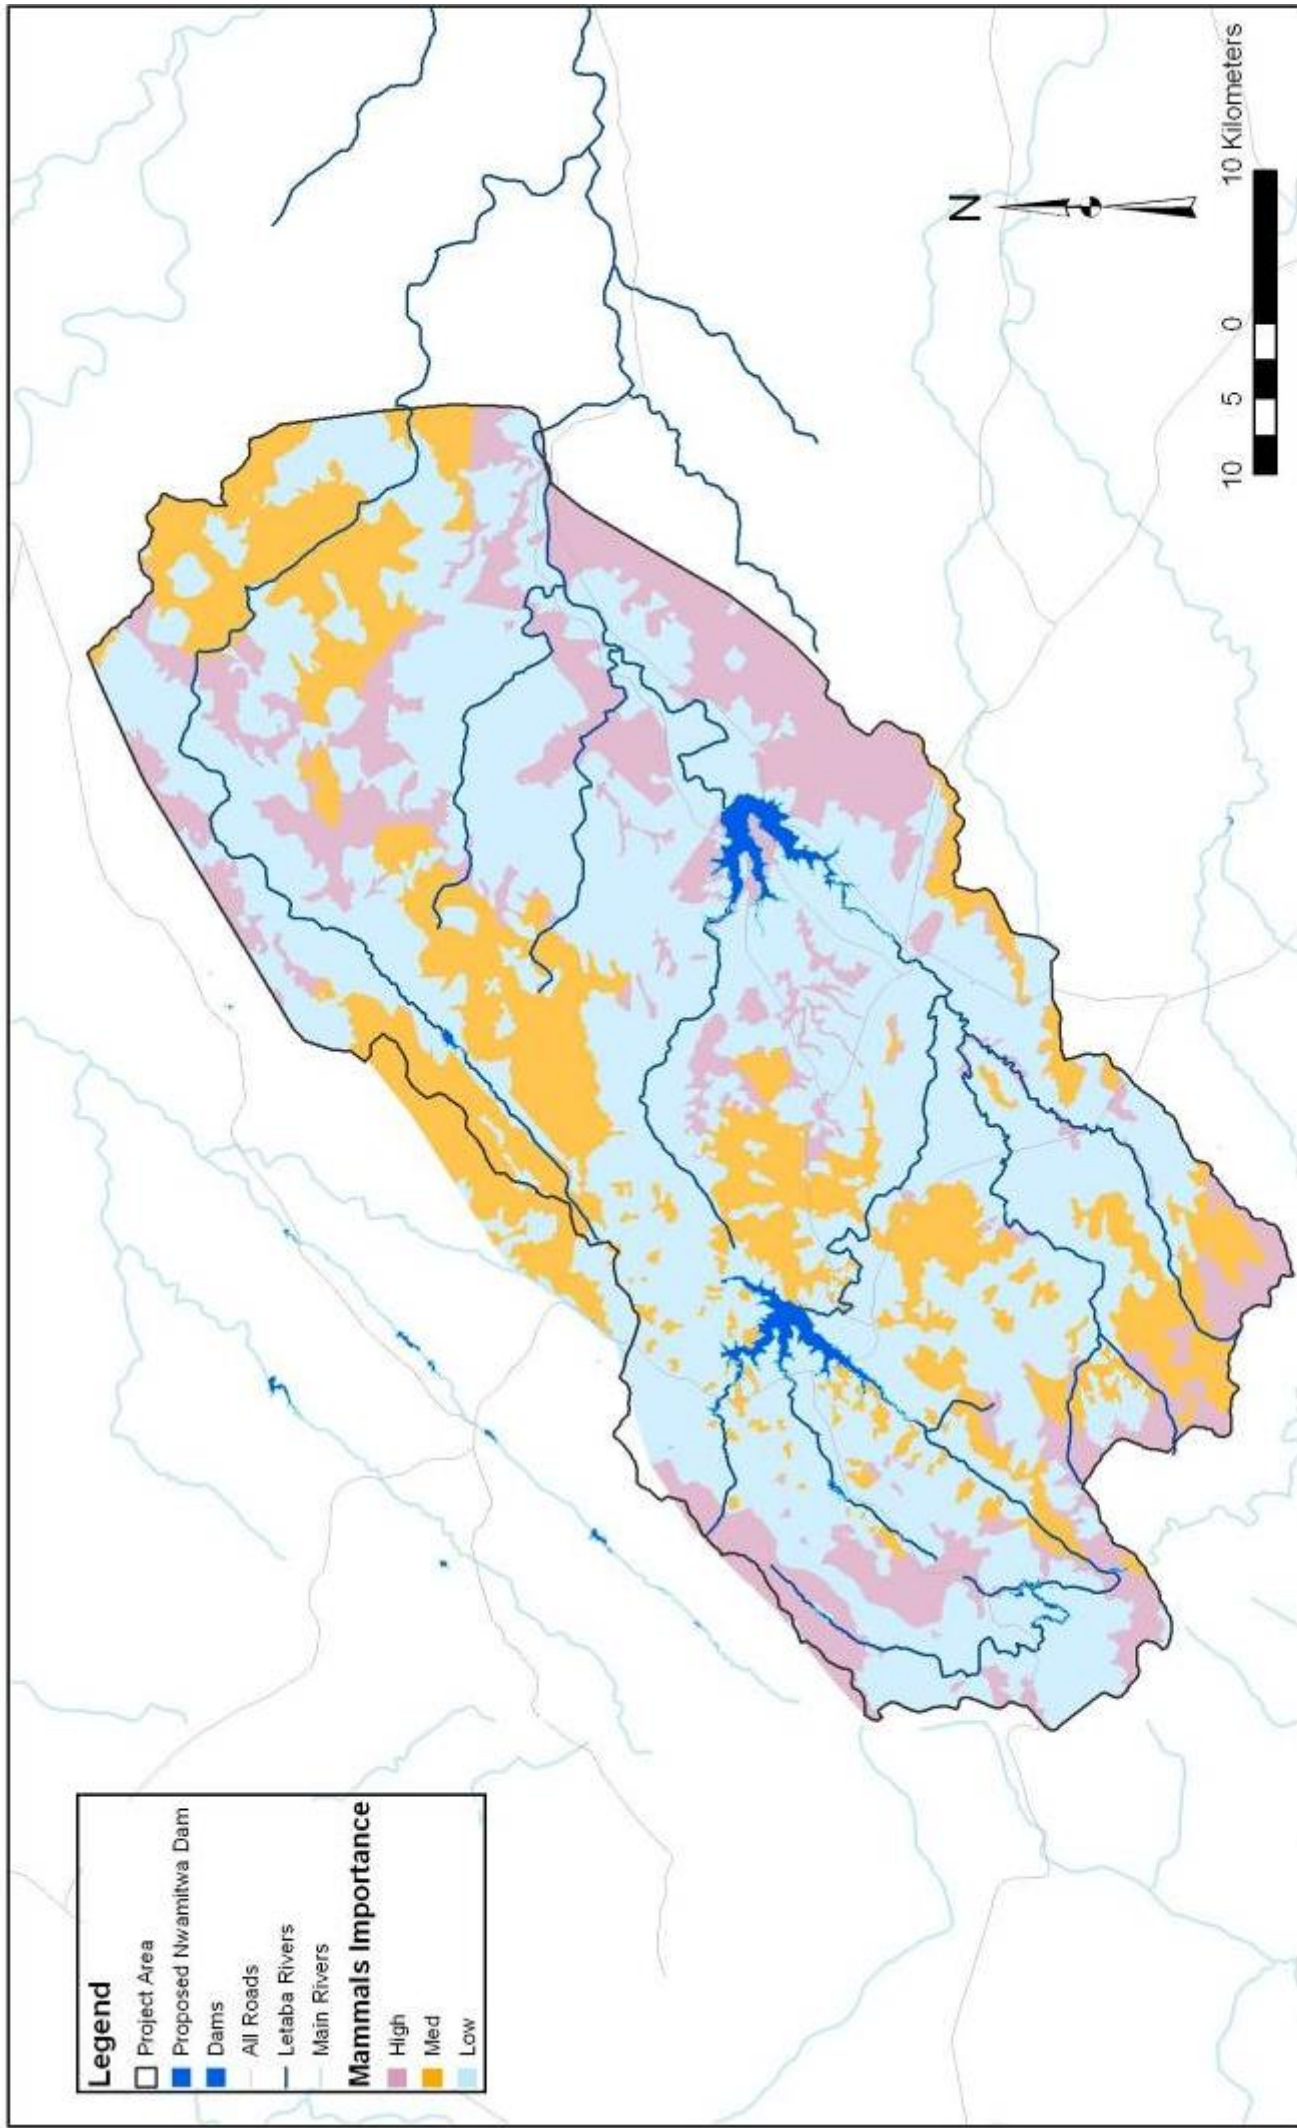 Legend
Project Area
Proposed Nwamitwa Dam
Dams
All Roads
Letaba Rivers
Main Rivers
Mammals Importance
High
Med
Low
N
10 5 0 10 Kilometers